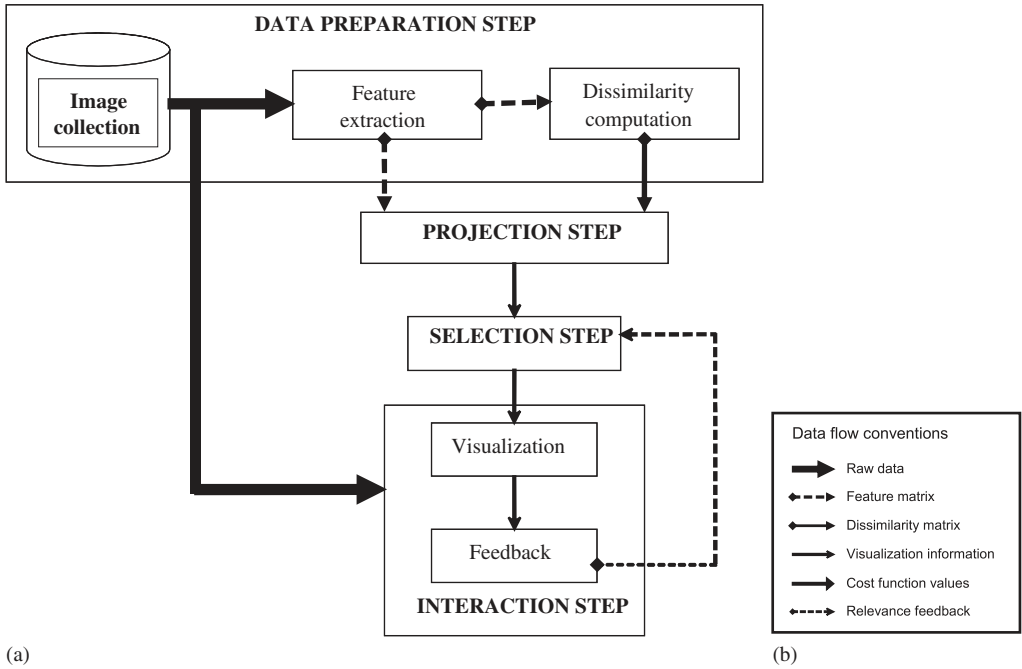 DATA PREPARATION STEP
Image
collection
Feature
extraction
Dissimilarity
computation
PROJECTION STEP
SELECTION STEP
Visualization
Feedback
INTERACTION STEP
(a)
Data flow conventions
Raw data
Feature matrix
Dissimilarity matrix
Visualization information
Cost function values
Relevance feedback
(b)